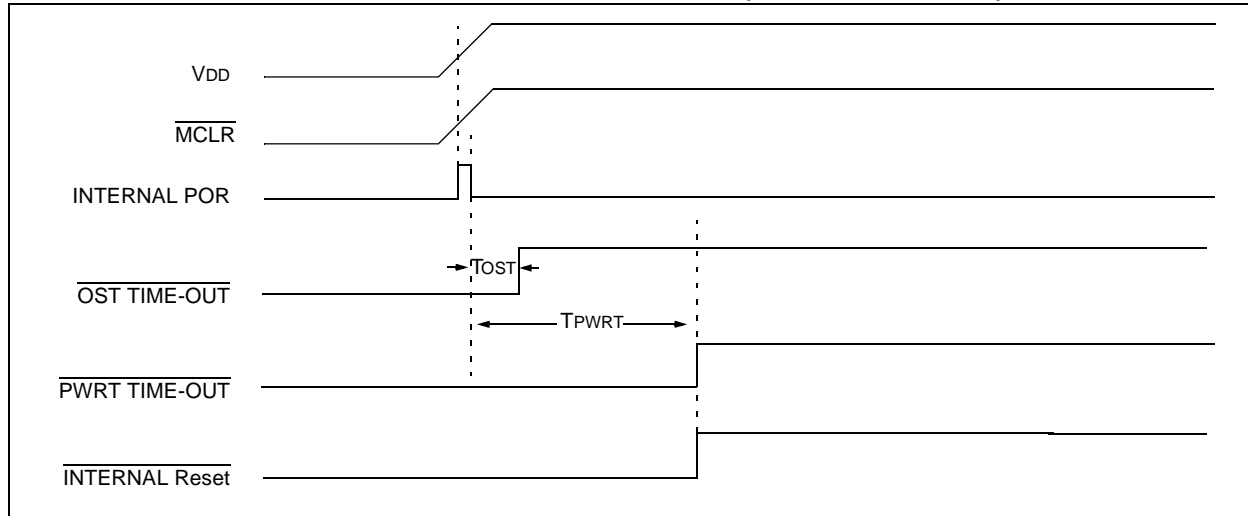 VDD
MCLR
INTERNAL POR
TOST
OST TIME-OUT
TPWRT
PWRT TIME-OUT
INTERNAL Reset